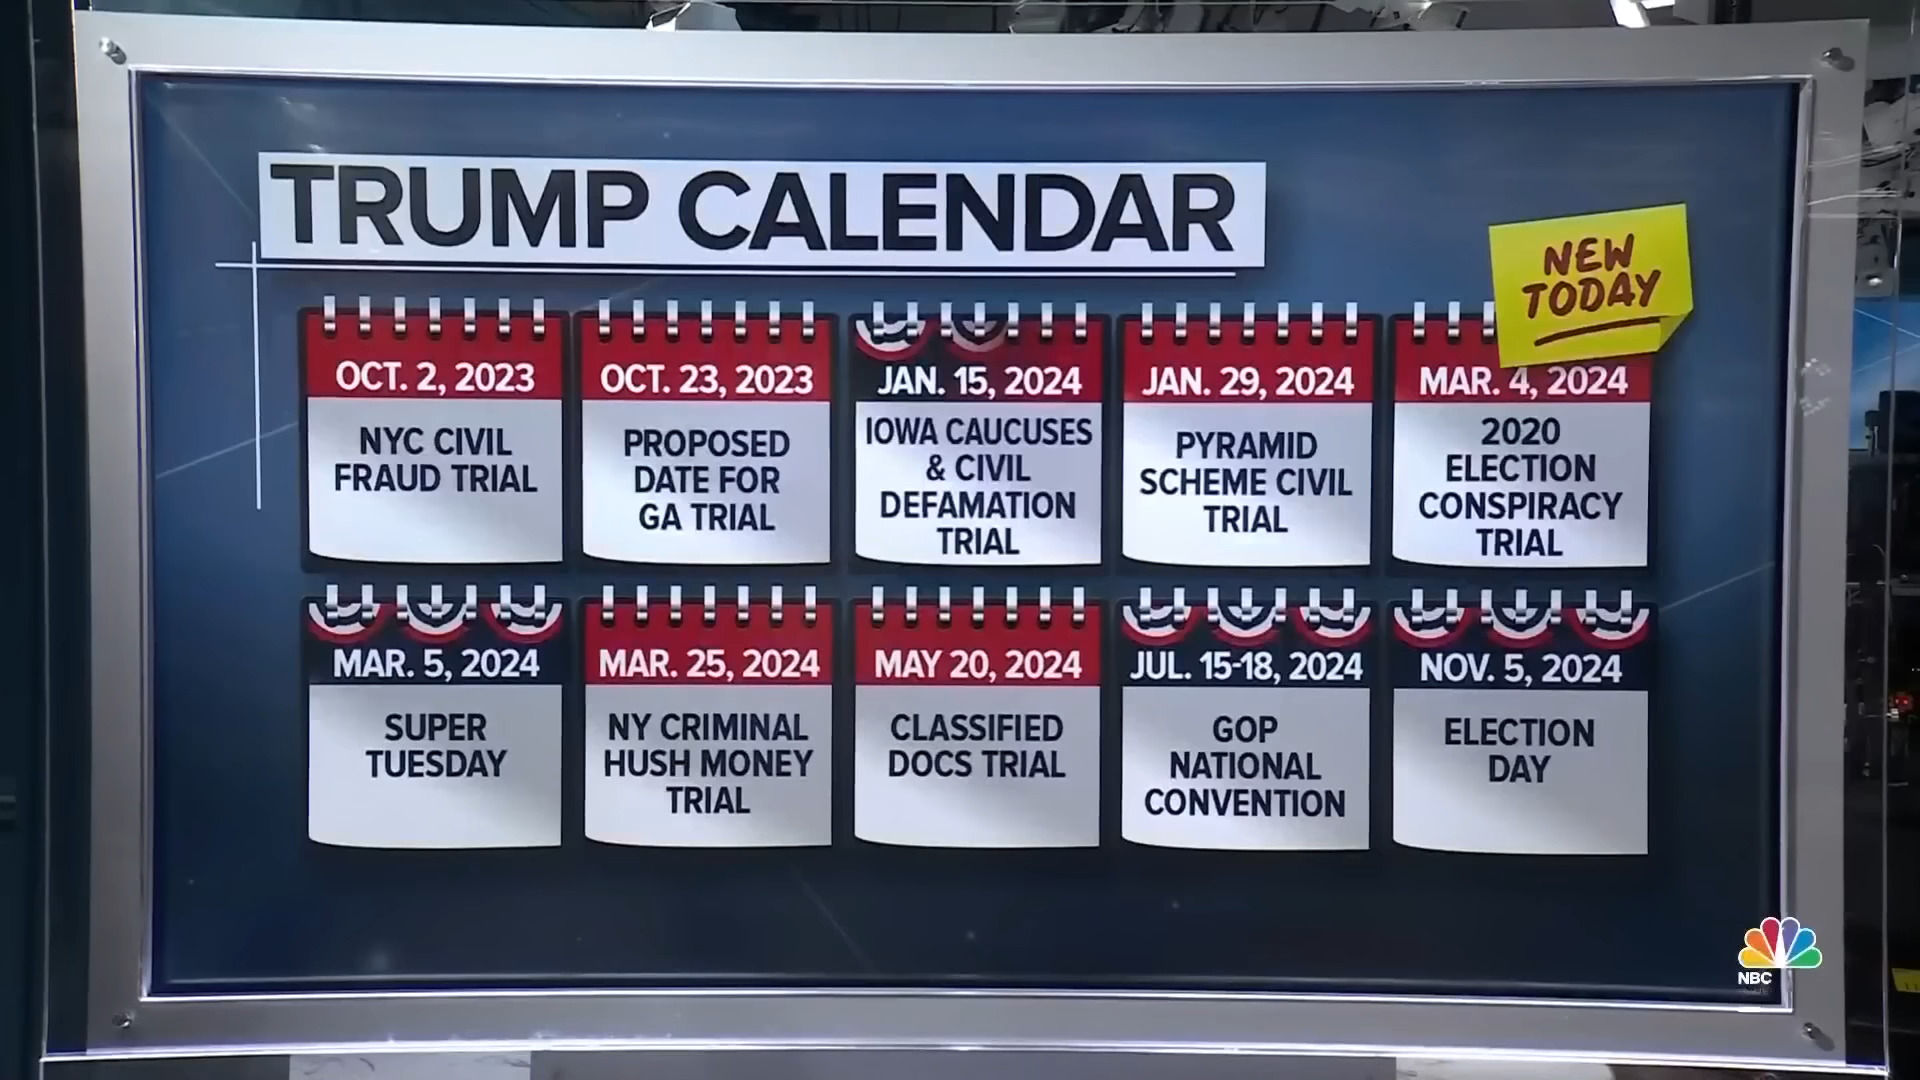 TRUMP CALENDAR
NEW
TODAY
OCT. 2, 2023
NYC CIVIL
FRAUD TRIAL
OCT. 23, 2023
PROPOSED
DATE FOR
GA TRIAL
JAN. 15, 2024
IOWA CAUCUSES
& CIVIL
DEFAMATION
TRIAL
JAN. 29, 2024
PYRAMID
SCHEME CIVIL
TRIAL
MAR. 4, 2024
2020
ELECTION
CONSPIRACY
TRIAL
MAR. 5, 2024
SUPER
TUESDAY
MAR. 25, 2024
NY CRIMINAL
HUSH MONEY
TRIAL
MAY 20, 2024
CLASSIFIED
DOCS TRIAL
JUL. 15-18, 2024
GOP
NATIONAL
CONVENTION
NOV. 5, 2024
ELECTION
DAY
NBC